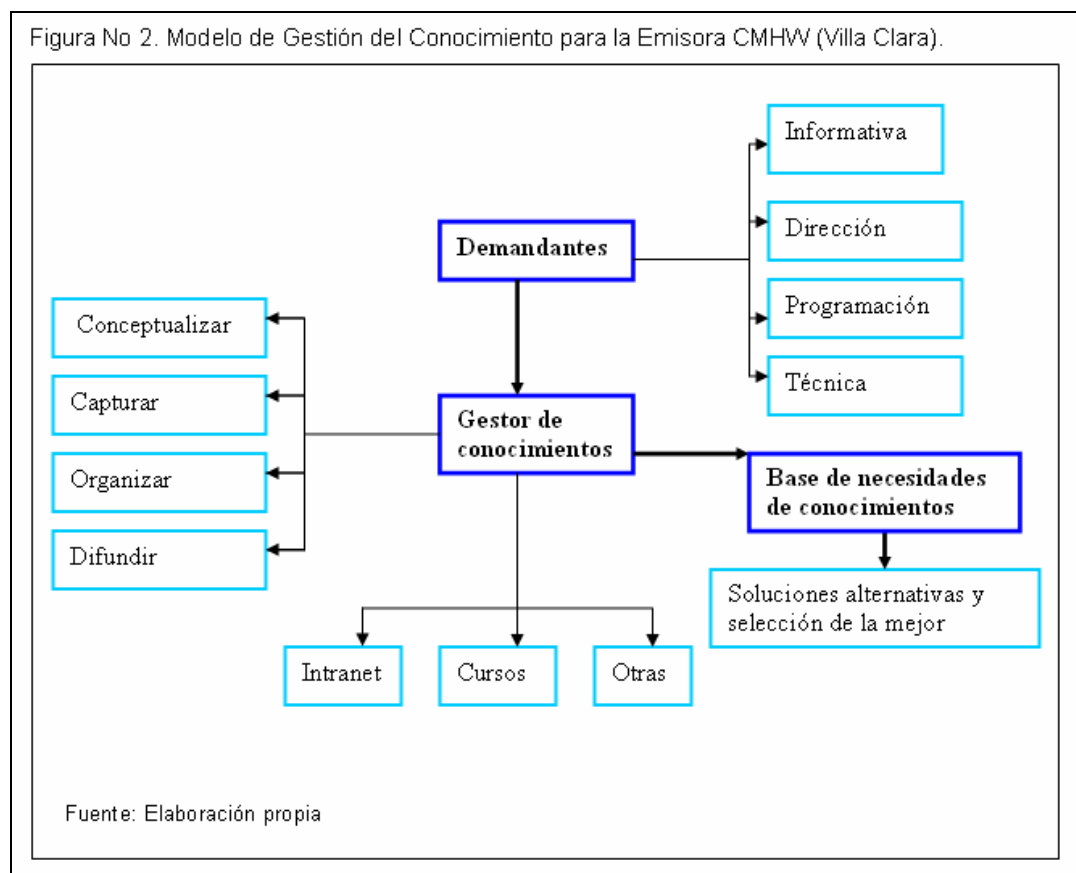 Figura No 2. Modelo de Gestión del Conocimiento para la Emisora CMHW (Villa Clara).
Informativa
Demandantes
Dirección
Programación
Técnica
Conceptualizar
Capturar
Organizar
Difundir
Gestor de
conocimientos
Base de necesidades
de conocimientos
Soluciones alternativas y
selección de la mejor
Intranet
Cursos
Otras
Fuente: Elaboración propia